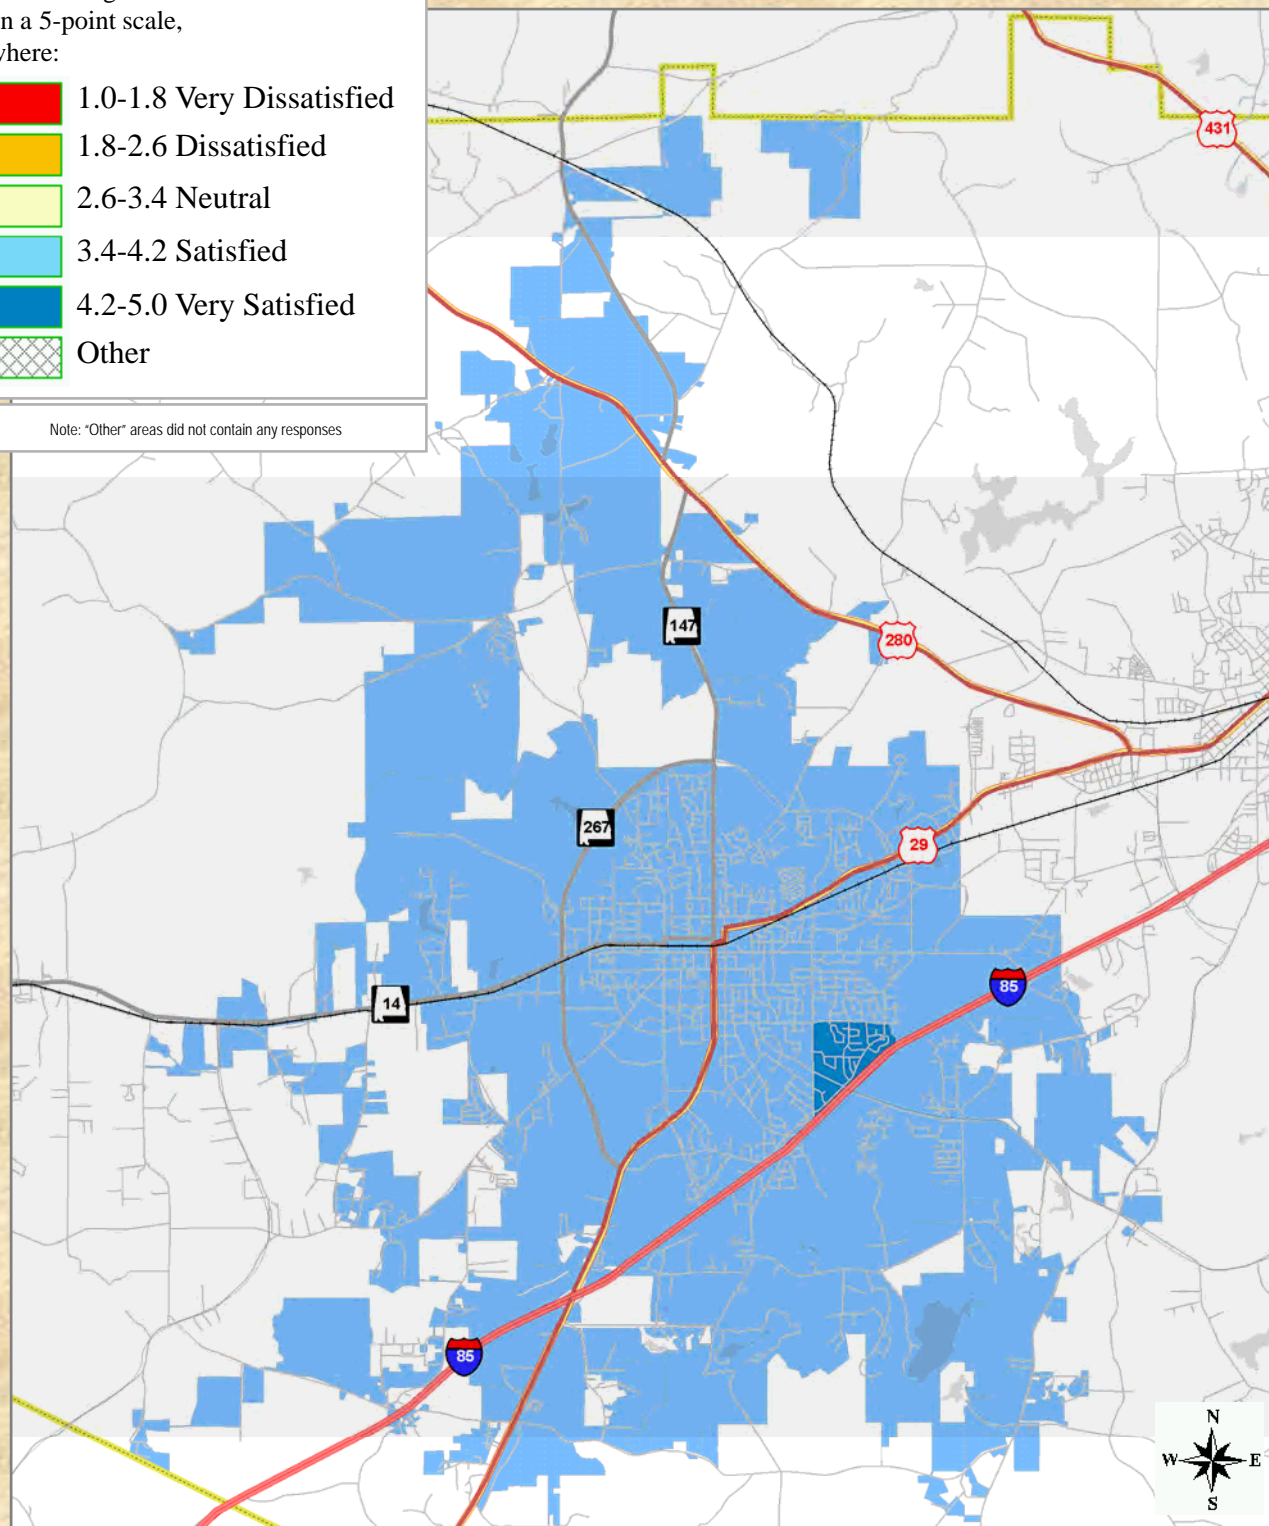 n a 5-point scale,
where:
1.0-1.8 Very Dissatisfied
1.8-2.6 Dissatisfied
2.6-3.4 Neutral
3.4-4.2 Satisfied
4.2-5.0 Very Satisfied
Other
Note: "Other" areas did not contain any responses
431
147
280
267
29
85
14
85
N
W E
S